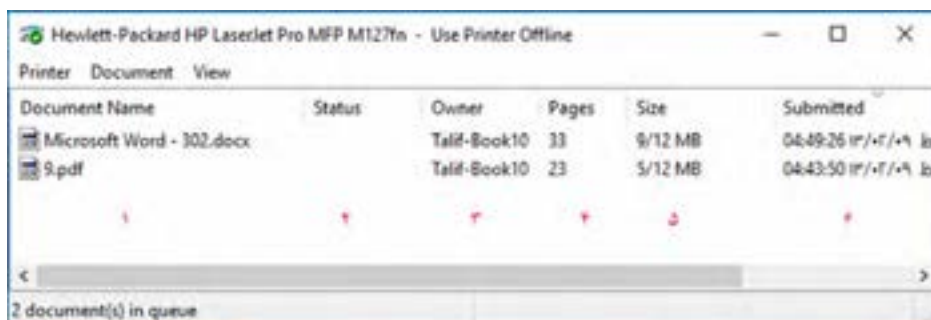 Hewlett-Packard HP LaserJet Pro MFP M127fn - Use Printer Offline
Printer Document View
Document Name Status Owner Pages Size Submitted
Microsoft Word - 302.docx Talif-Book10 33 9/12 MB 04:49:26
9.pdf Talif-Book10 23 5/12 MB 04:43:50
۱ ۲ ۳ ۴ ۵ ۶
2 document(s) in queue